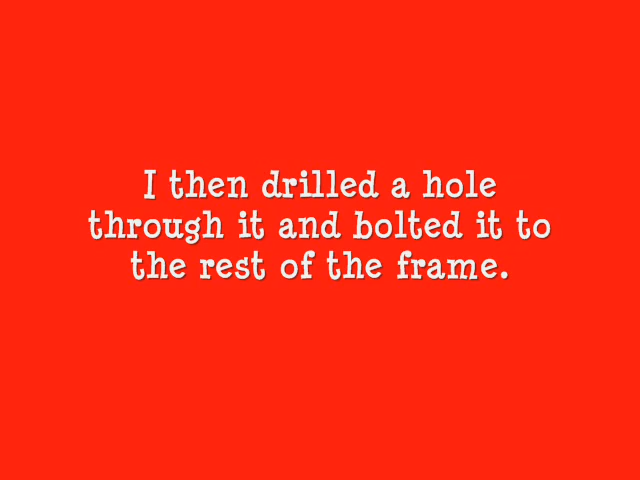 I then drilled a hole
through it and bolted it to
the rest of the frame.